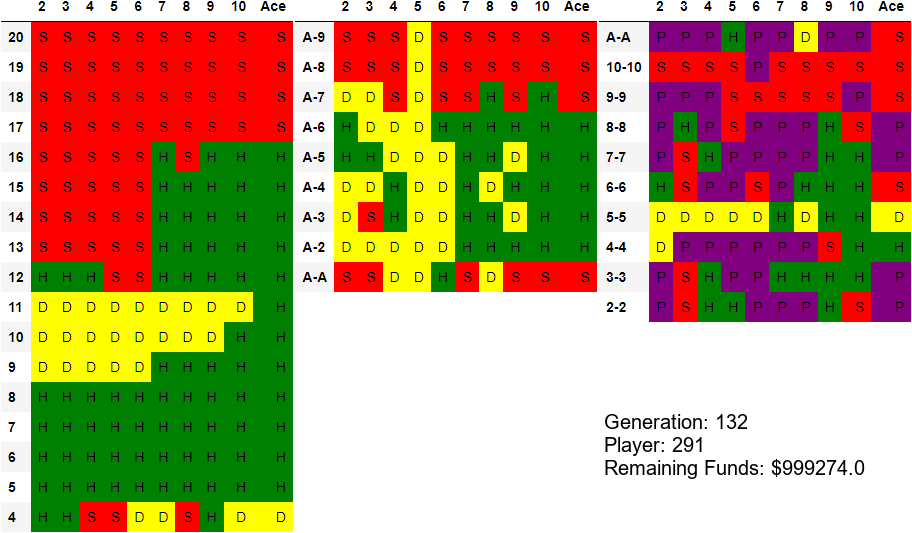 2 3 4 5 6 7 8 9 10 Ace 2 3 4 5 6 7 8 9 10 Ace 2 3 4 5 6 7 8 9 10 Ace
20 S S S S S S S S S S A-9 S S S D S S S S S S A-A P P P H P P D P P S
19 S S S S S S S S S S A-8 S S S D S S S S S S 10-10 S S S S P S S S S S
18 S S S S S S S S S S A-7 D D S D S S H S H S 9-9 P P P S S S S S P S
17 S S S S S S S S S S A-6 H D D D H H H H H H 8-8 P H P S P P P H S P
16 S S S S S H S H H H A-5 H H D D D H H D H H 7-7 P S H P P P P H H P
15 S S S S S H H H H H A-4 D D H D D H D H H H 6-6 H S P P S P H H H S
14 S S S S S H H H H H A-3 D S H D D H H D H H 5-5 D D D D D H D H H D
13 S S S S S H H H H H A-2 D D D D D H H H H H 4-4 D P P P P P P S H H
12 H H H S S H H H H H A-A S S D D H S D S S S 3-3 P S H P P H H H H P
11 D D D D D D D D D H 2-2 P S H H P P P H S P
10 D D D D D D D D H H
9 D D D D D H H H H H
8 H H H H H H H H H H
7 H H H H H H H H H H
6 H H H H H H H H H H
5 H H H H H H H H H H
4 H H S S D D S H D D
Generation: 132
Player: 291
Remaining Funds: $999274.0